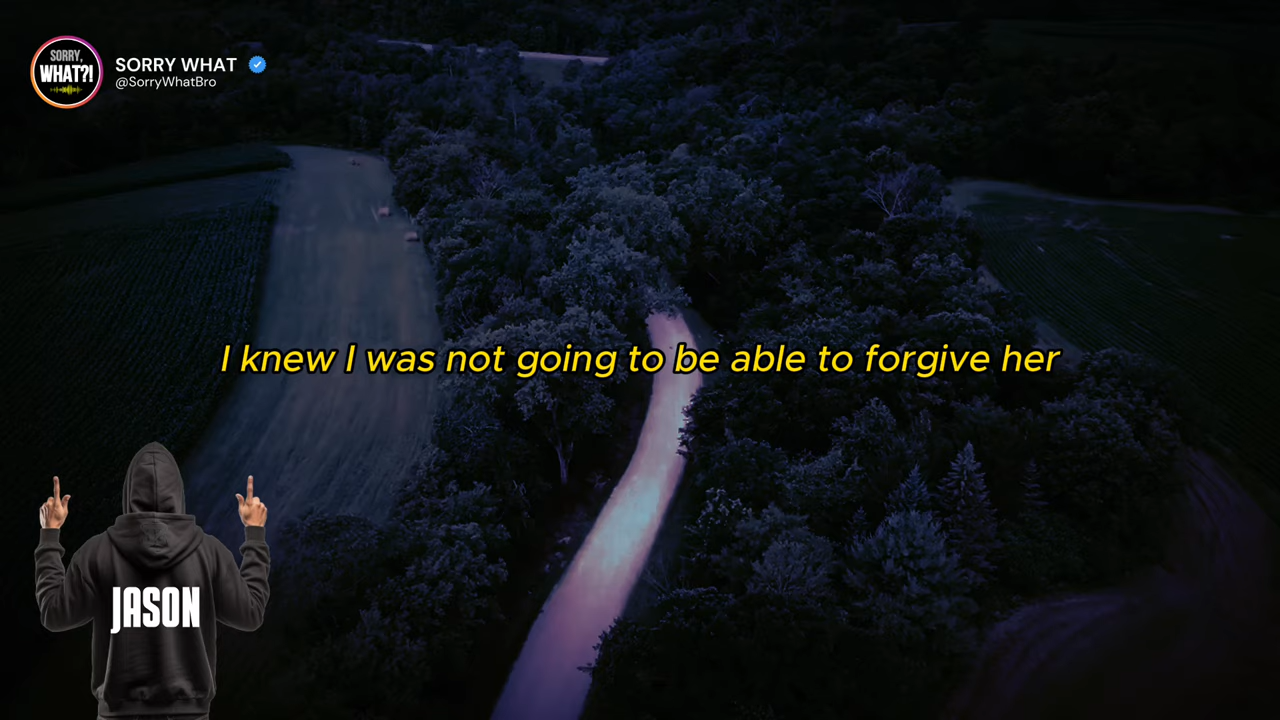 SORRY,
WHAT?!
SORRY WHAT
@SorryWhatBro
I knew I was not going to be able to forgive her
JASON